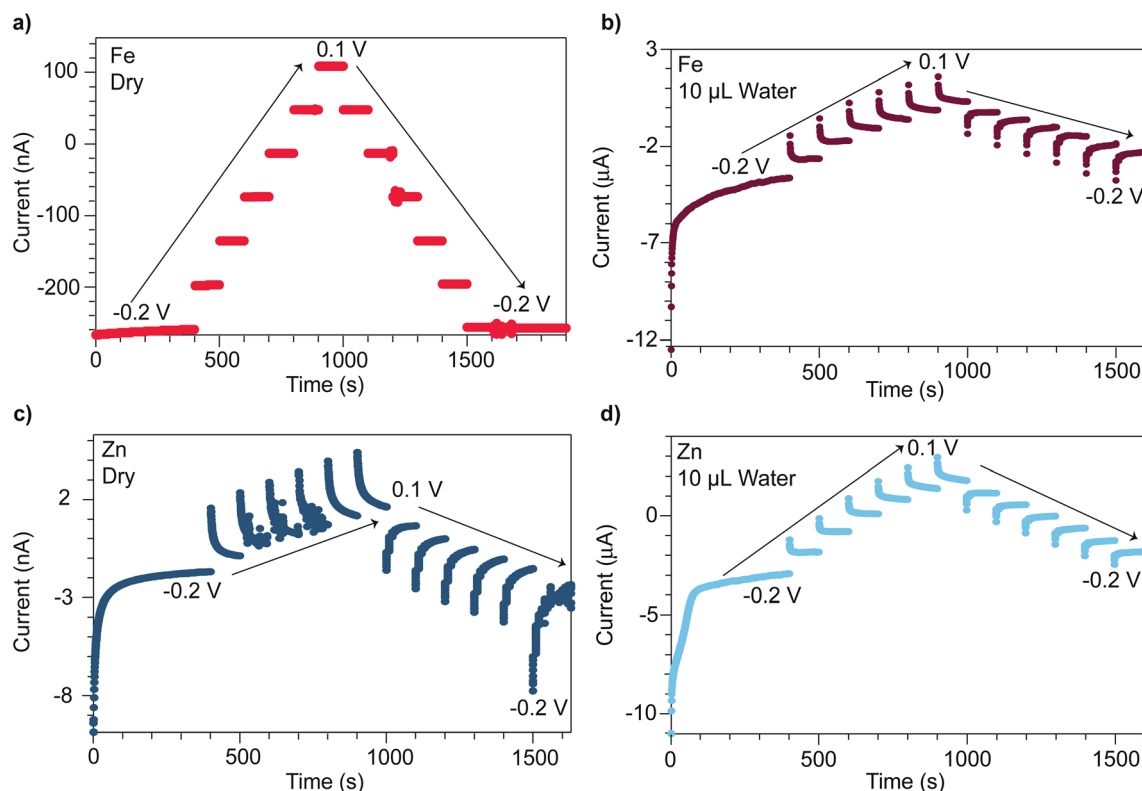 a)
Fe
Dry
0.1 V
-0.2 V
-0.2 V
100
0
-100
-200
Current (nA)
0
500
1000
1500
Time (s)
b)
Fe
10 µL Water
0.1 V
-0.2 V
-0.2 V
3
-2
-7
-12
Current (µA)
0
500
1000
1500
Time (s)
c)
Zn
Dry
0.1 V
-0.2 V
-0.2 V
2
-3
-8
Current (nA)
0
500
1000
1500
Time (s)
d)
Zn
10 µL Water
0.1 V
-0.2 V
-0.2 V
0
-5
-10
Current (µA)
0
500
1000
1500
Time (s)